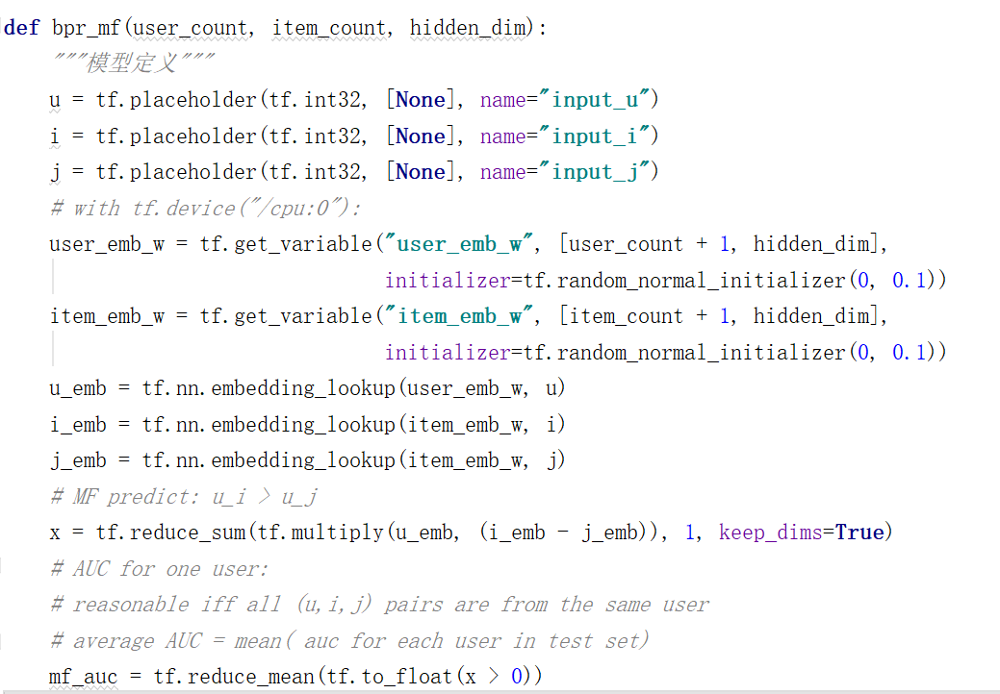 def bpr_mf(user_count, item_count, hidden_dim):
    """模型定义"""
    u = tf.placeholder(tf.int32, [None], name="input_u")
    i = tf.placeholder(tf.int32, [None], name="input_i")
    j = tf.placeholder(tf.int32, [None], name="input_j")
    # with tf.device("/cpu:0"):
    user_emb_w = tf.get_variable("user_emb_w", [user_count + 1, hidden_dim],
                                 initializer=tf.random_normal_initializer(0, 0.1))
    item_emb_w = tf.get_variable("item_emb_w", [item_count + 1, hidden_dim],
                                 initializer=tf.random_normal_initializer(0, 0.1))
    u_emb = tf.nn.embedding_lookup(user_emb_w, u)
    i_emb = tf.nn.embedding_lookup(item_emb_w, i)
    j_emb = tf.nn.embedding_lookup(item_emb_w, j)
    # MF predict: u_i > u_j
    x = tf.reduce_sum(tf.multiply(u_emb, (i_emb - j_emb)), 1, keep_dims=True)
    # AUC for one user:
    # reasonable iff all (u,i,j) pairs are from the same user
    # average AUC = mean( auc for each user in test set)
    mf_auc = tf.reduce_mean(tf.to_float(x > 0))